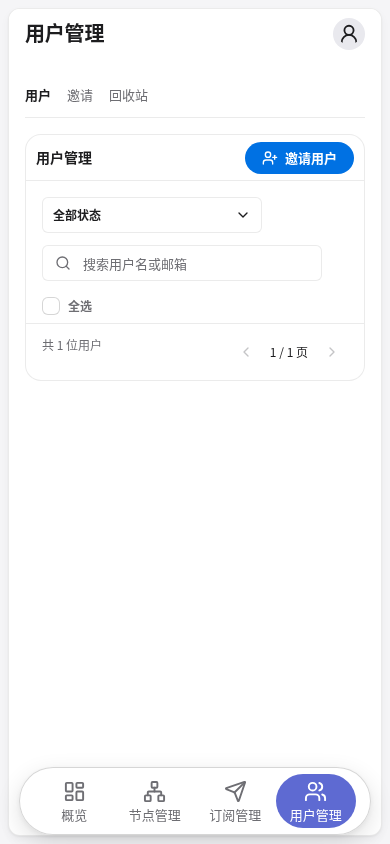 用户管理
用户 邀请 回收站
用户管理 邀请用户
全部状态
搜索用户名或邮箱
全选
共 1 位用户 1 / 1 页
概览 节点管理 订阅管理 用户管理